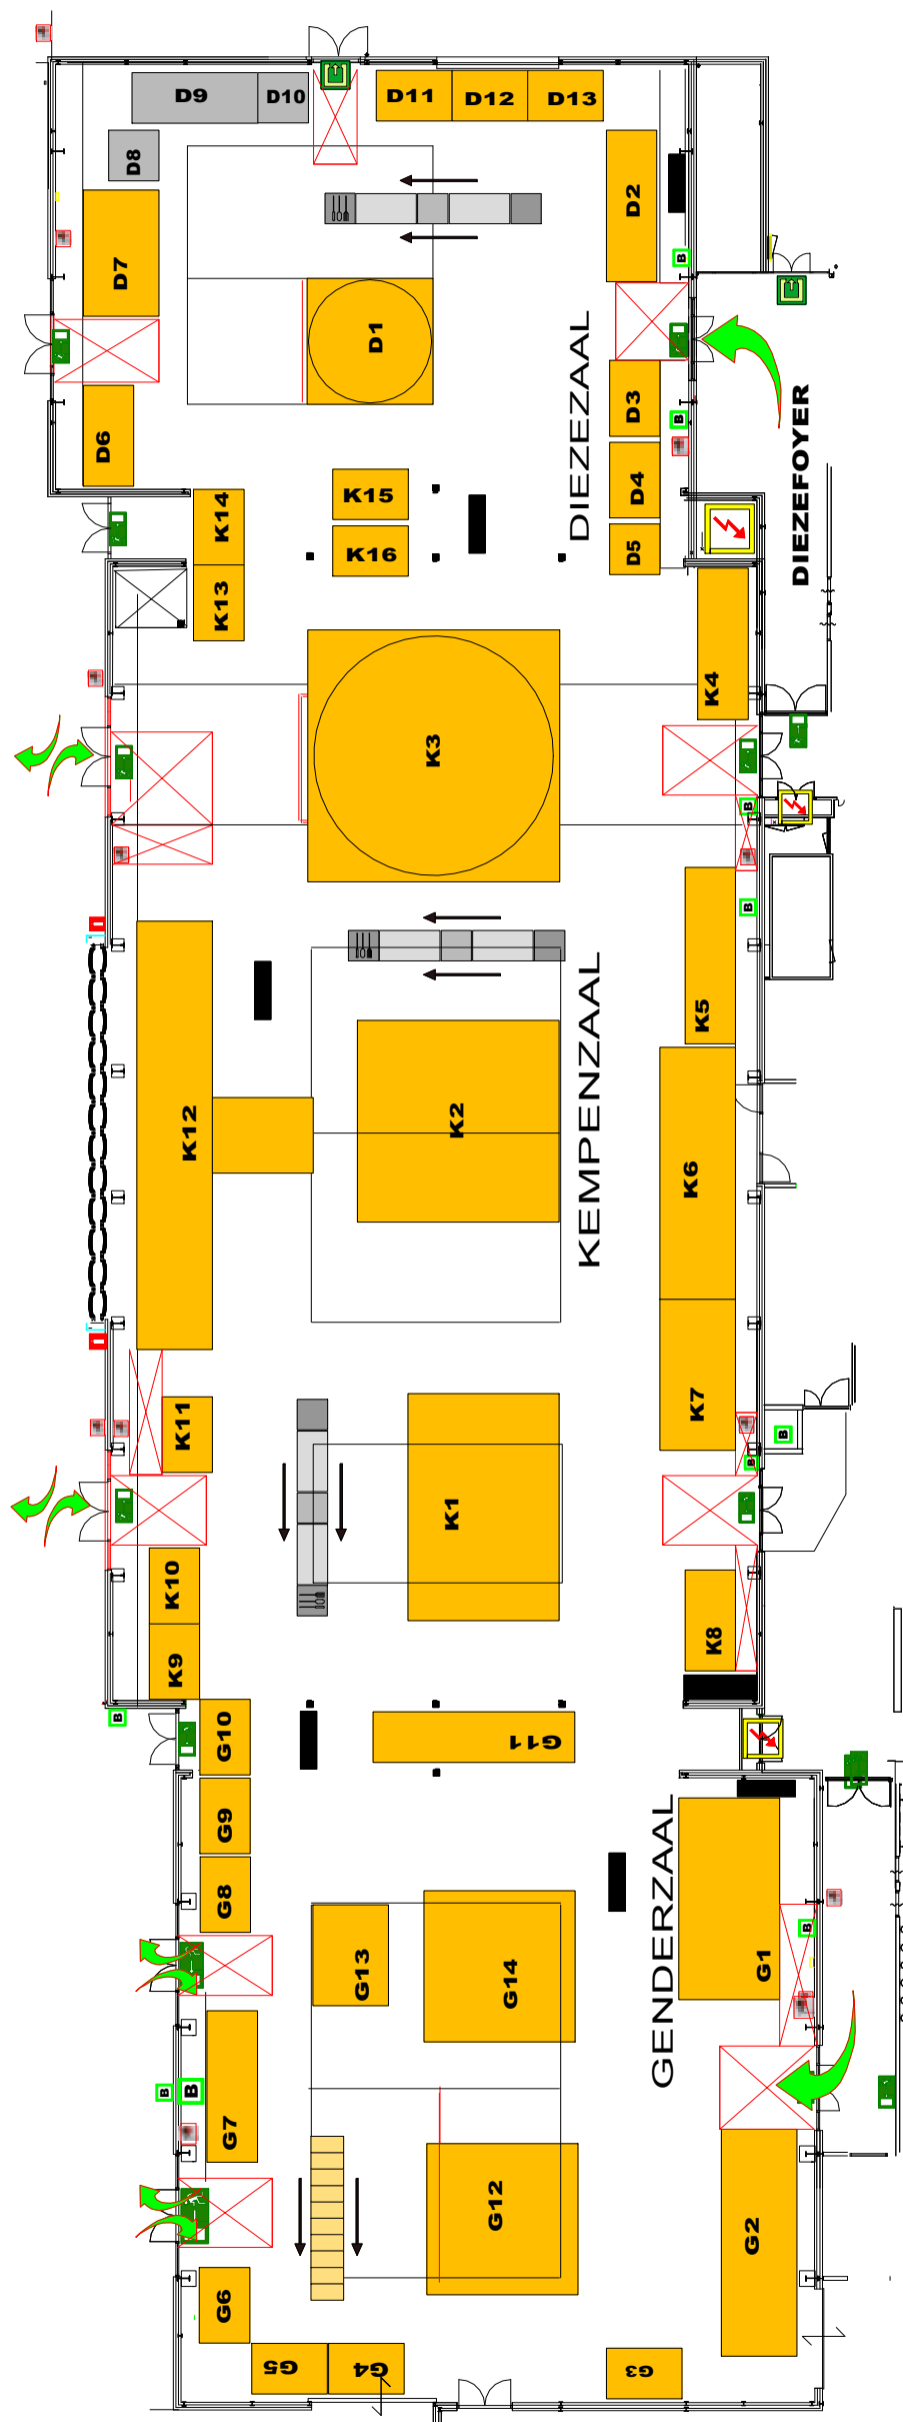 D9
D10
D11
D12
D13
D8
D2
D7
B
D1
DIEZEZAAL
D3
B
D6
D4
DIEZEFOYER
K14
K15
K16
D5
K13
K4
K3
B
B
K5
KEMPENZAAL
K12
K2
K6
K7
K11
B
B
K1
K10
K9
K8
B
G10
G11
G9
GENDERZAAL
G8
G13
G14
G1
B
B
B
G7
G12
G2
G6
G5
G4
G3